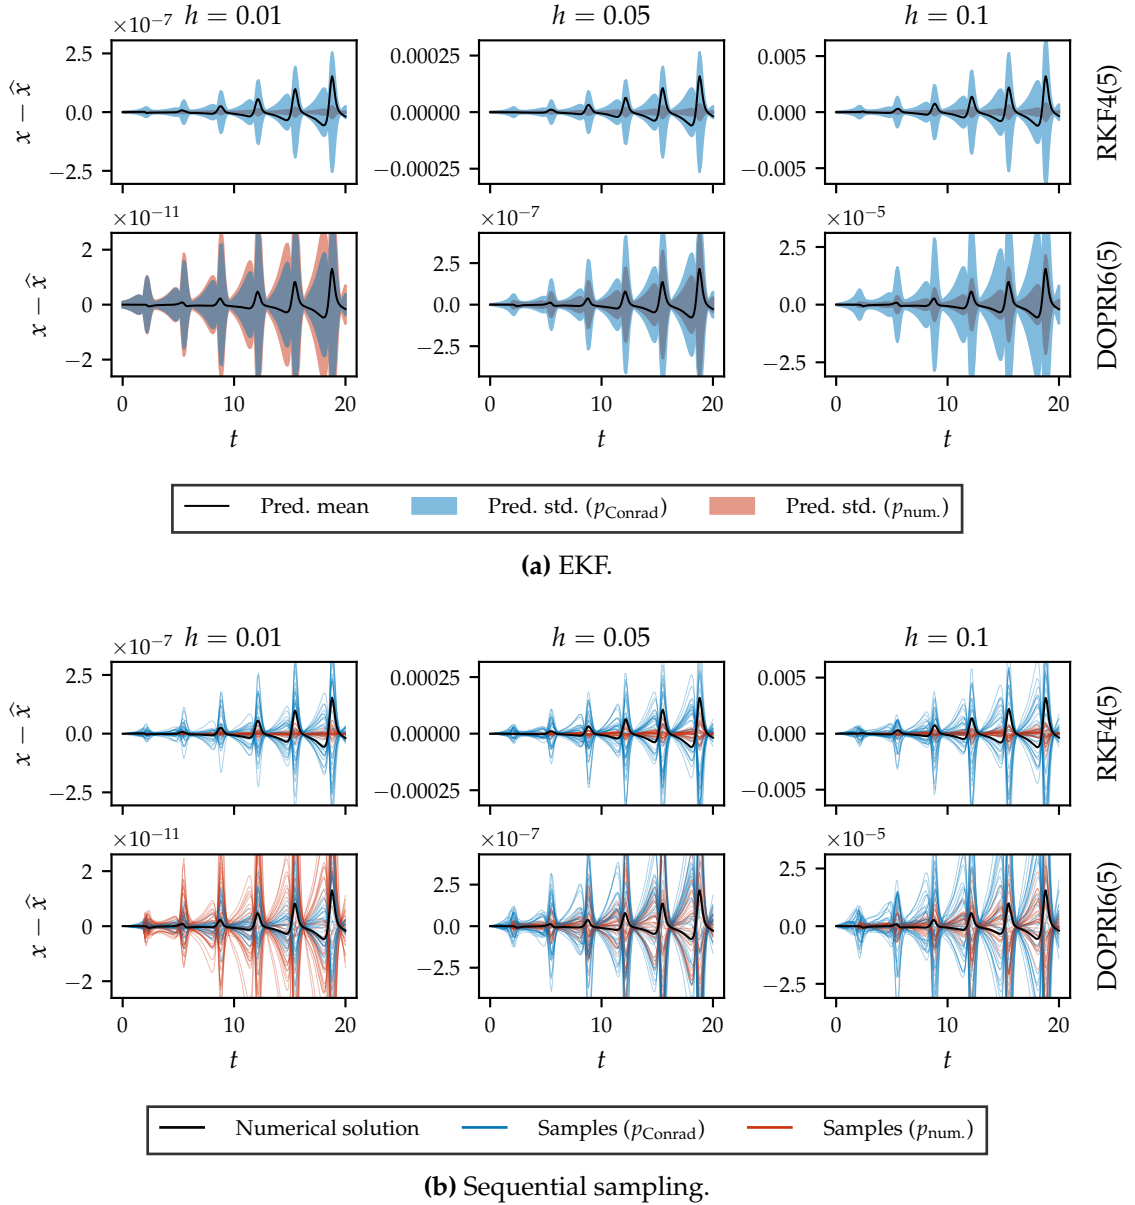 h = 0.01 h = 0.05 h = 0.1
×10⁻⁷
2.5 0.00025 0.005
0.0 0.00000 0.000
−2.5 −0.00025 −0.005
x − x̂
RKF4(5)
×10⁻¹¹ ×10⁻⁷ ×10⁻⁵
2 2.5 2.5
0 0.0 0.0
−2 −2.5 −2.5
x − x̂
DOPRI6(5)
0 10 20 0 10 20 0 10 20
t t t
Pred. mean Pred. std. (p_Conrad) Pred. std. (p_num.)
(a) EKF.
h = 0.01 h = 0.05 h = 0.1
×10⁻⁷
2.5 0.00025 0.005
0.0 0.00000 0.000
−2.5 −0.00025 −0.005
x − x̂
RKF4(5)
×10⁻¹¹ ×10⁻⁷ ×10⁻⁵
2 2.5 2.5
0 0.0 0.0
−2 −2.5 −2.5
x − x̂
DOPRI6(5)
0 10 20 0 10 20 0 10 20
t t t
Numerical solution Samples (p_Conrad) Samples (p_num.)
(b) Sequential sampling.